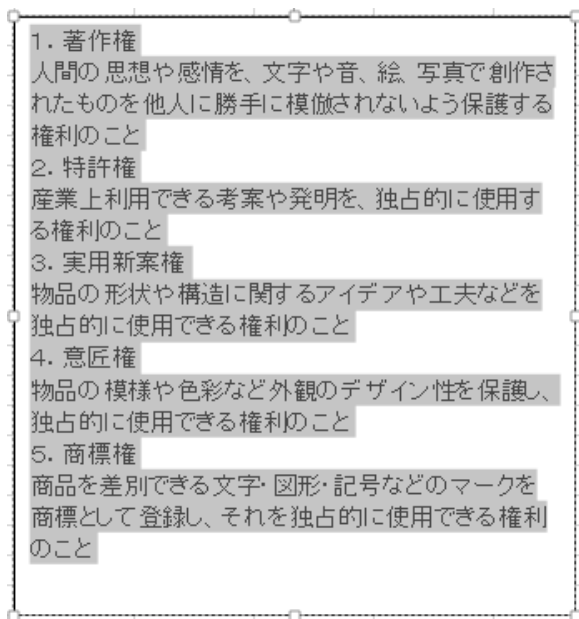 1. 著作権
人間の思想や感情を、文字や音、絵、写真で創作さ
れたものを他人に勝手に模倣されないよう保護する
権利のこと
2. 特許権
産業上利用できる考案や発明を、独占的に使用す
る権利のこと
3. 実用新案権
物品の形状や構造に関するアイデアや工夫などを
独占的に使用できる権利のこと
4. 意匠権
物品の模様や色彩など外観のデザイン性を保護し、
独占的に使用できる権利のこと
5. 商標権
商品を差別できる文字・図形・記号などのマークを
商標として登録し、それを独占的に使用できる権利
のこと